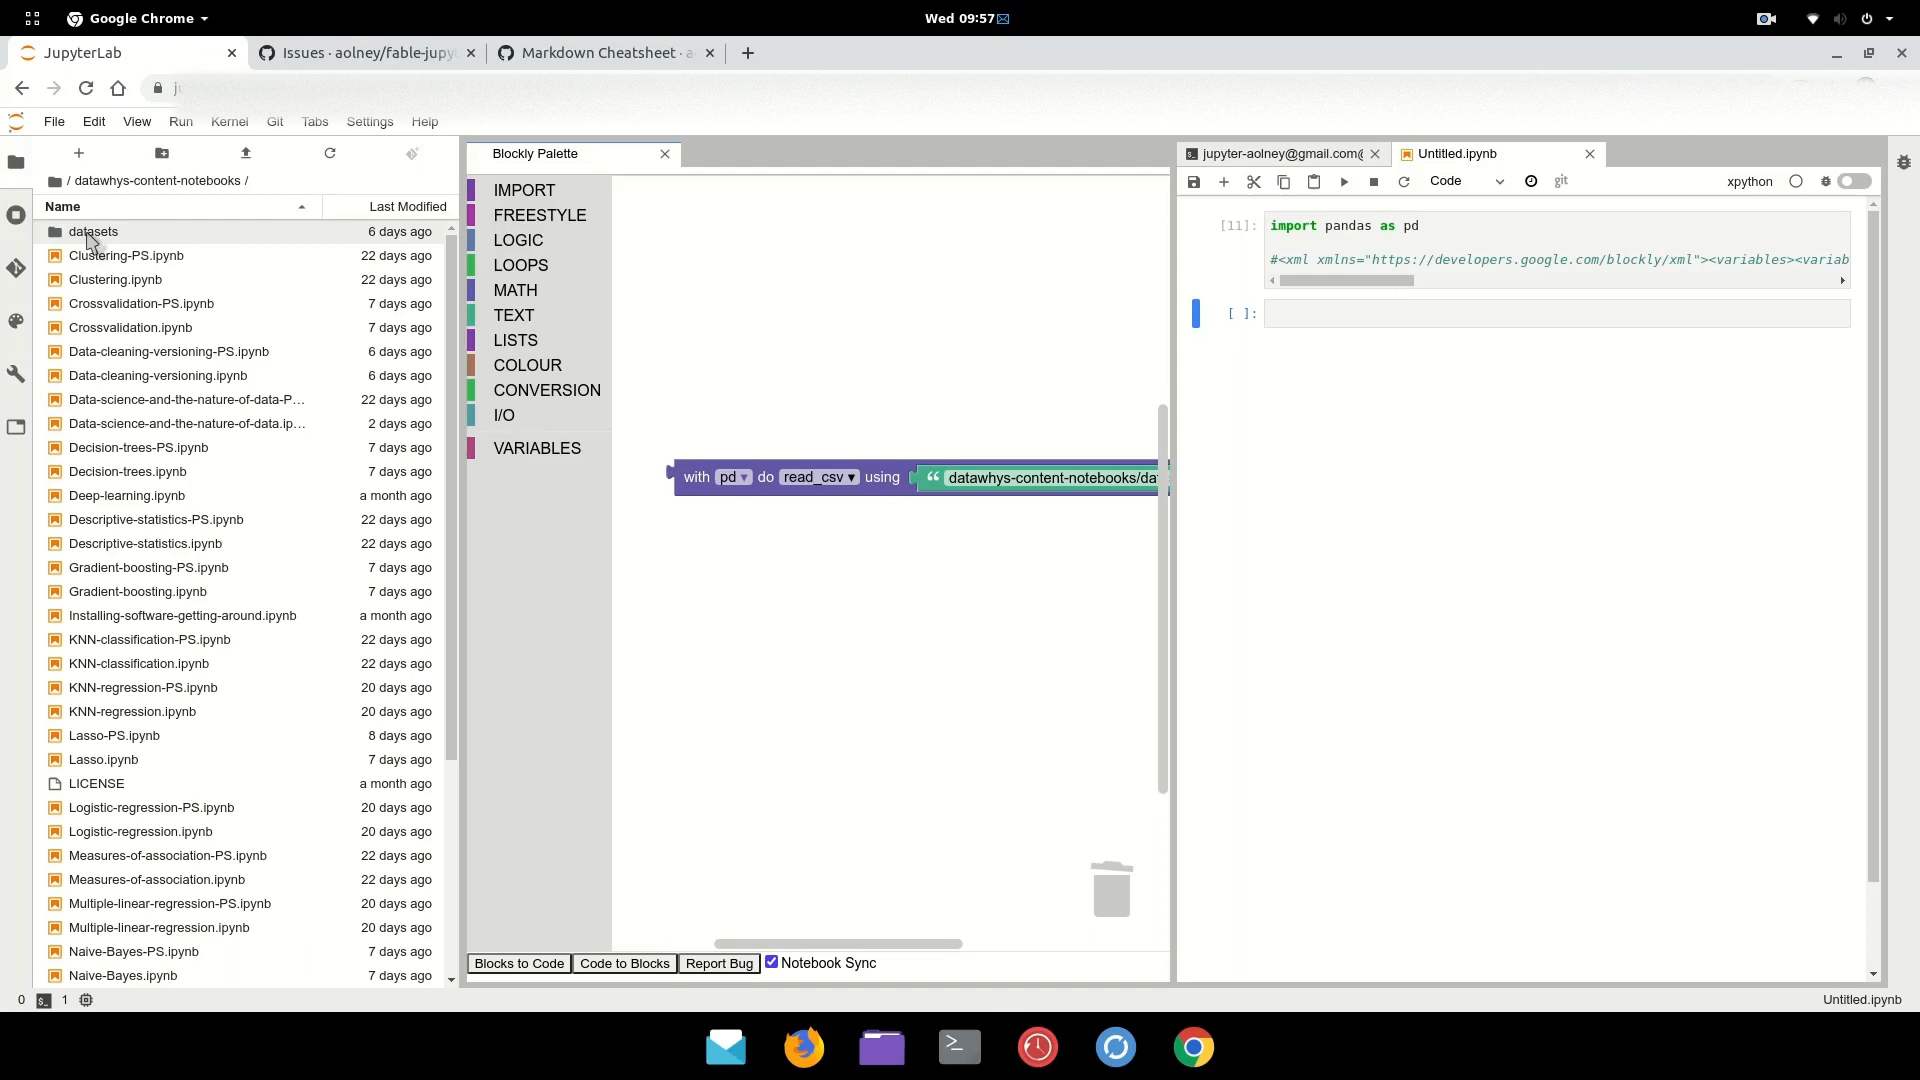 Google Chrome
Wed 09:57
JupyterLab
Issues · aolney/fable-jupy
Markdown Cheatsheet ·
File Edit View Run Kernel Git Tabs Settings Help
/ datawhys-content-notebooks /
Name Last Modified
datasets 6 days ago
Clustering-PS.ipynb 22 days ago
Clustering.ipynb 22 days ago
Crossvalidation-PS.ipynb 7 days ago
Crossvalidation.ipynb 7 days ago
Data-cleaning-versioning-PS.ipynb 6 days ago
Data-cleaning-versioning.ipynb 6 days ago
Data-science-and-the-nature-of-data-P... 22 days ago
Data-science-and-the-nature-of-data.ip... 2 days ago
Decision-trees-PS.ipynb 7 days ago
Decision-trees.ipynb 7 days ago
Deep-learning.ipynb a month ago
Descriptive-statistics-PS.ipynb 22 days ago
Descriptive-statistics.ipynb 22 days ago
Gradient-boosting-PS.ipynb 7 days ago
Gradient-boosting.ipynb 7 days ago
Installing-software-getting-around.ipynb a month ago
KNN-classification-PS.ipynb 22 days ago
KNN-classification.ipynb 22 days ago
KNN-regression-PS.ipynb 20 days ago
KNN-regression.ipynb 20 days ago
Lasso-PS.ipynb 8 days ago
Lasso.ipynb 7 days ago
LICENSE a month ago
Logistic-regression-PS.ipynb 20 days ago
Logistic-regression.ipynb 20 days ago
Measures-of-association-PS.ipynb 22 days ago
Measures-of-association.ipynb 22 days ago
Multiple-linear-regression-PS.ipynb 20 days ago
Multiple-linear-regression.ipynb 20 days ago
Naive-Bayes-PS.ipynb 7 days ago
Naive-Bayes.ipynb 7 days ago
Blockly Palette
IMPORT
FREESTYLE
LOGIC
LOOPS
MATH
TEXT
LISTS
COLOUR
CONVERSION
I/O
VARIABLES
with pd do read_csv using “ datawhys-content-notebooks/da
Blocks to Code Code to Blocks Report Bug Notebook Sync
jupyter-aolney@gmail.com
Untitled.ipynb
Code git xpython
[11]: import pandas as pd
#<xml xmlns="https://developers.google.com/blockly/xml"><variables><variab
[ ]:
0 1 Untitled.ipynb